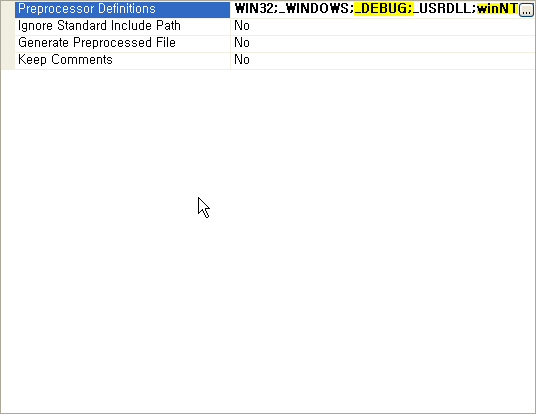 Preprocessor Definitions WIN32;_WINDOWS;_DEBUG;_USRDLL;winNT ...
Ignore Standard Include Path No
Generate Preprocessed File No
Keep Comments No